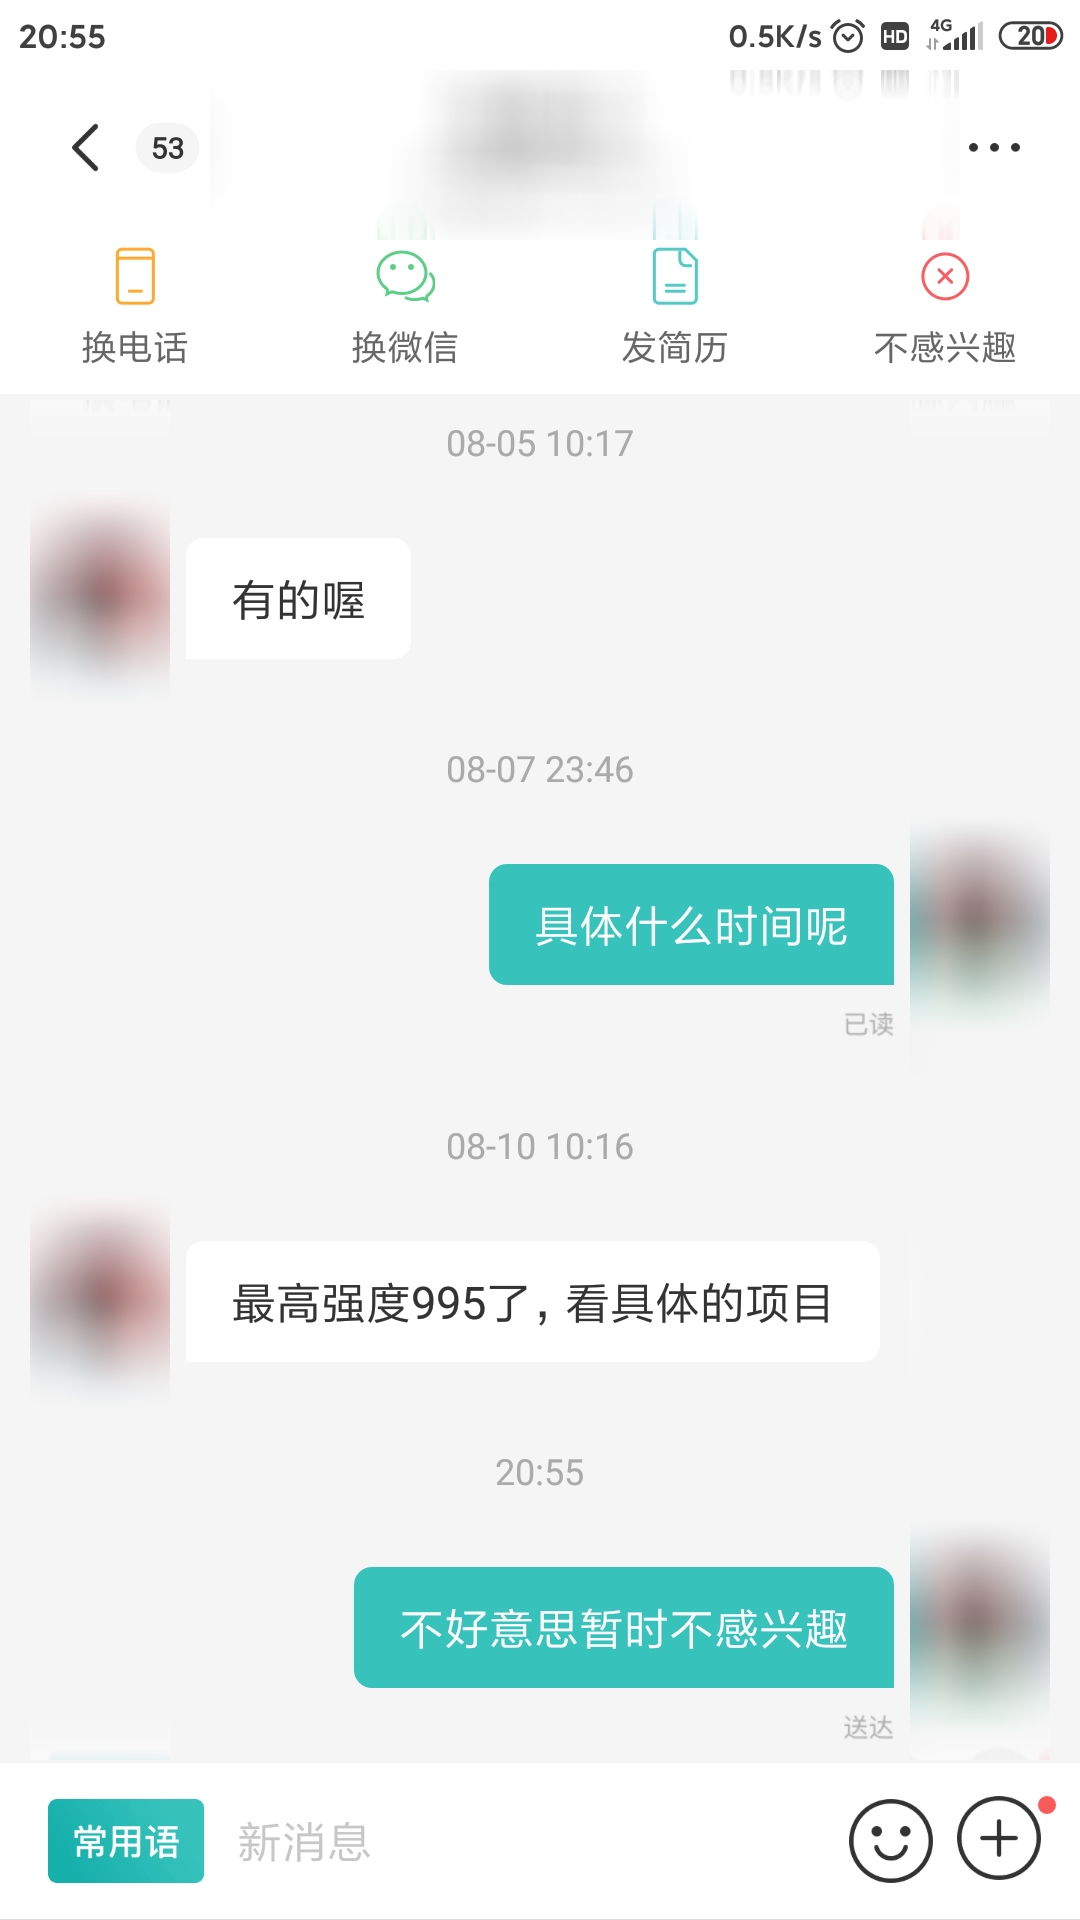 20:55
0.5K/s HD 4G 20
53
换电话 换微信 发简历 不感兴趣
08-05 10:17
有的喔
08-07 23:46
具体什么时间呢
已读
08-10 10:16
最高强度995了，看具体的项目
20:55
不好意思暂时不感兴趣
送达
常用语 新消息